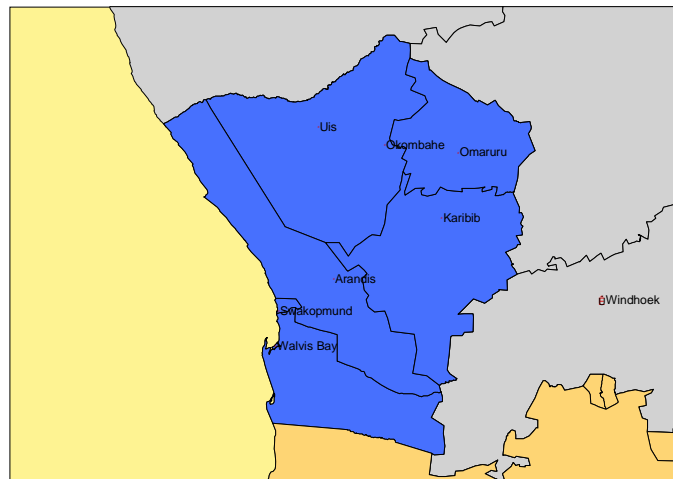 Uis
Okombahe
Omaruru
Karibib
Arandis
Windhoek
Swakopmund
Walvis Bay